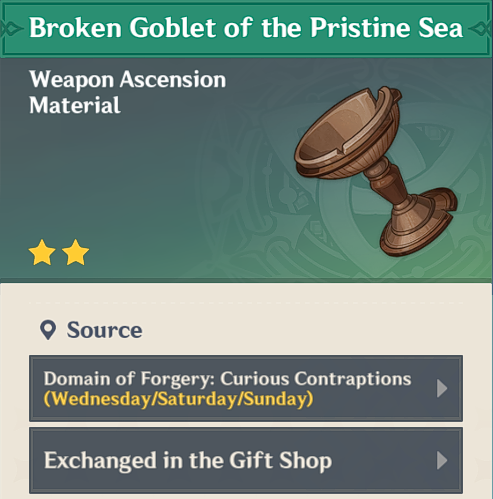 Broken Goblet of the Pristine Sea
Weapon Ascension
Material
Source
Domain of Forgery: Curious Contraptions
(Wednesday/Saturday/Sunday)
Exchanged in the Gift Shop